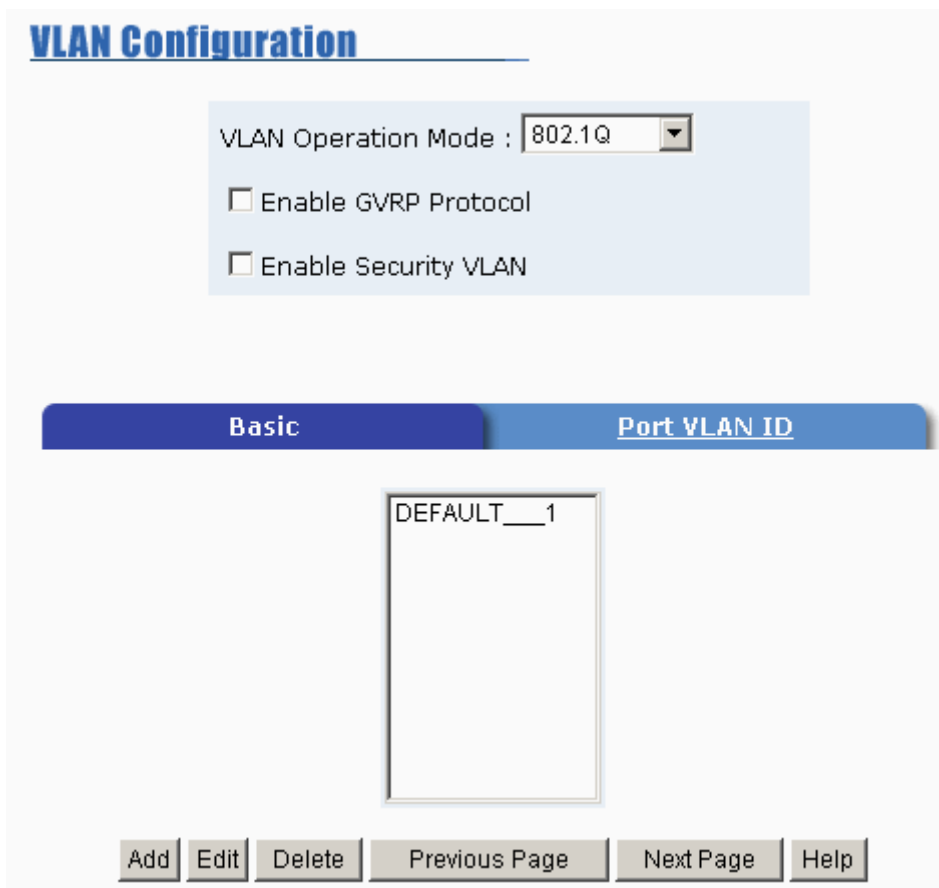 VLAN Configuration
VLAN Operation Mode : 802.1Q
Enable GVRP Protocol
Enable Security VLAN
Basic Port VLAN ID
DEFAULT___1
Add Edit Delete Previous Page Next Page Help